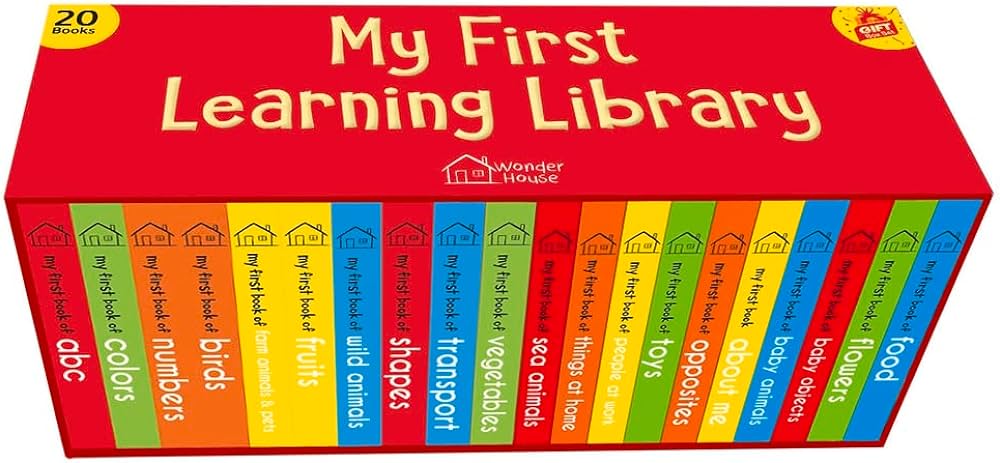 20
Books
My First
Learning Library
GIFT
Box Set
Wonder
House
my first book of abc
my first book of colors
my first book of numbers
my first book of birds
my first book of farm animals & pets
my first book of fruits
my first book of wild animals
my first book of shapes
my first book of transport
my first book of vegetables
my first book of sea animals
my first book of things at home
my first book of people at work
my first book of toys
my first book of opposites
my first book about me
my first book of baby animals
my first book of baby objects
my first book of flowers
my first book of food